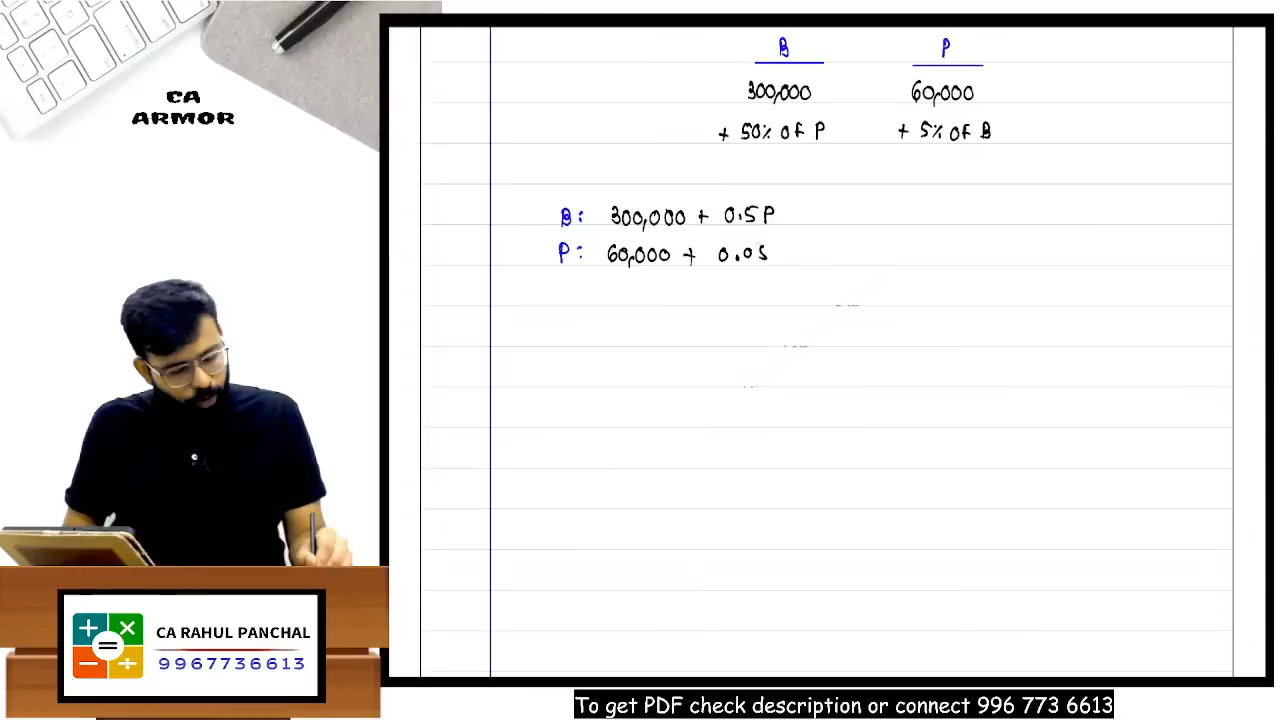 CA
ARMOR
B P
300,000 60,000
+ 50% OF P + 5% OF B
B: 300,000 + 0.5P
P: 60,000 + 0.05
CA RAHUL PANCHAL
9967736613
To get PDF check description or connect 996 773 6613